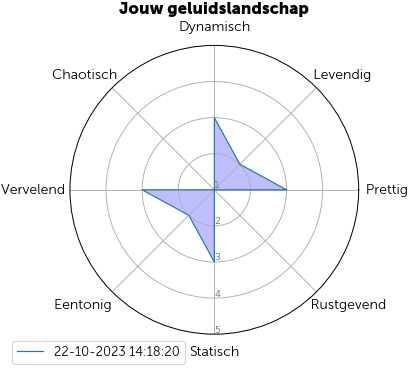 Jouw geluidslandschap
Dynamisch
Chaotisch
Levendig
Vervelend
1
Prettig
2
3
4
Eentonig
Rustgevend
5
22-10-2023 14:18:20
Statisch